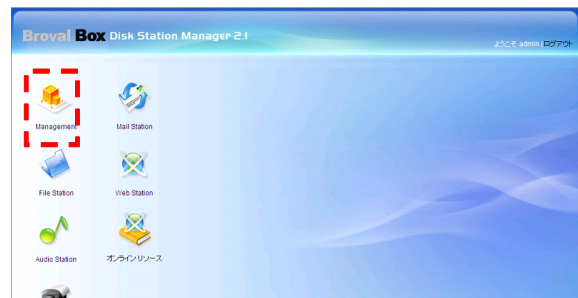 Broval Box Disk Station Manager 2.1
ようこそ admin | ログアウト
Management
Mail Station
File Station
Web Station
Audio Station
オンライン リソース